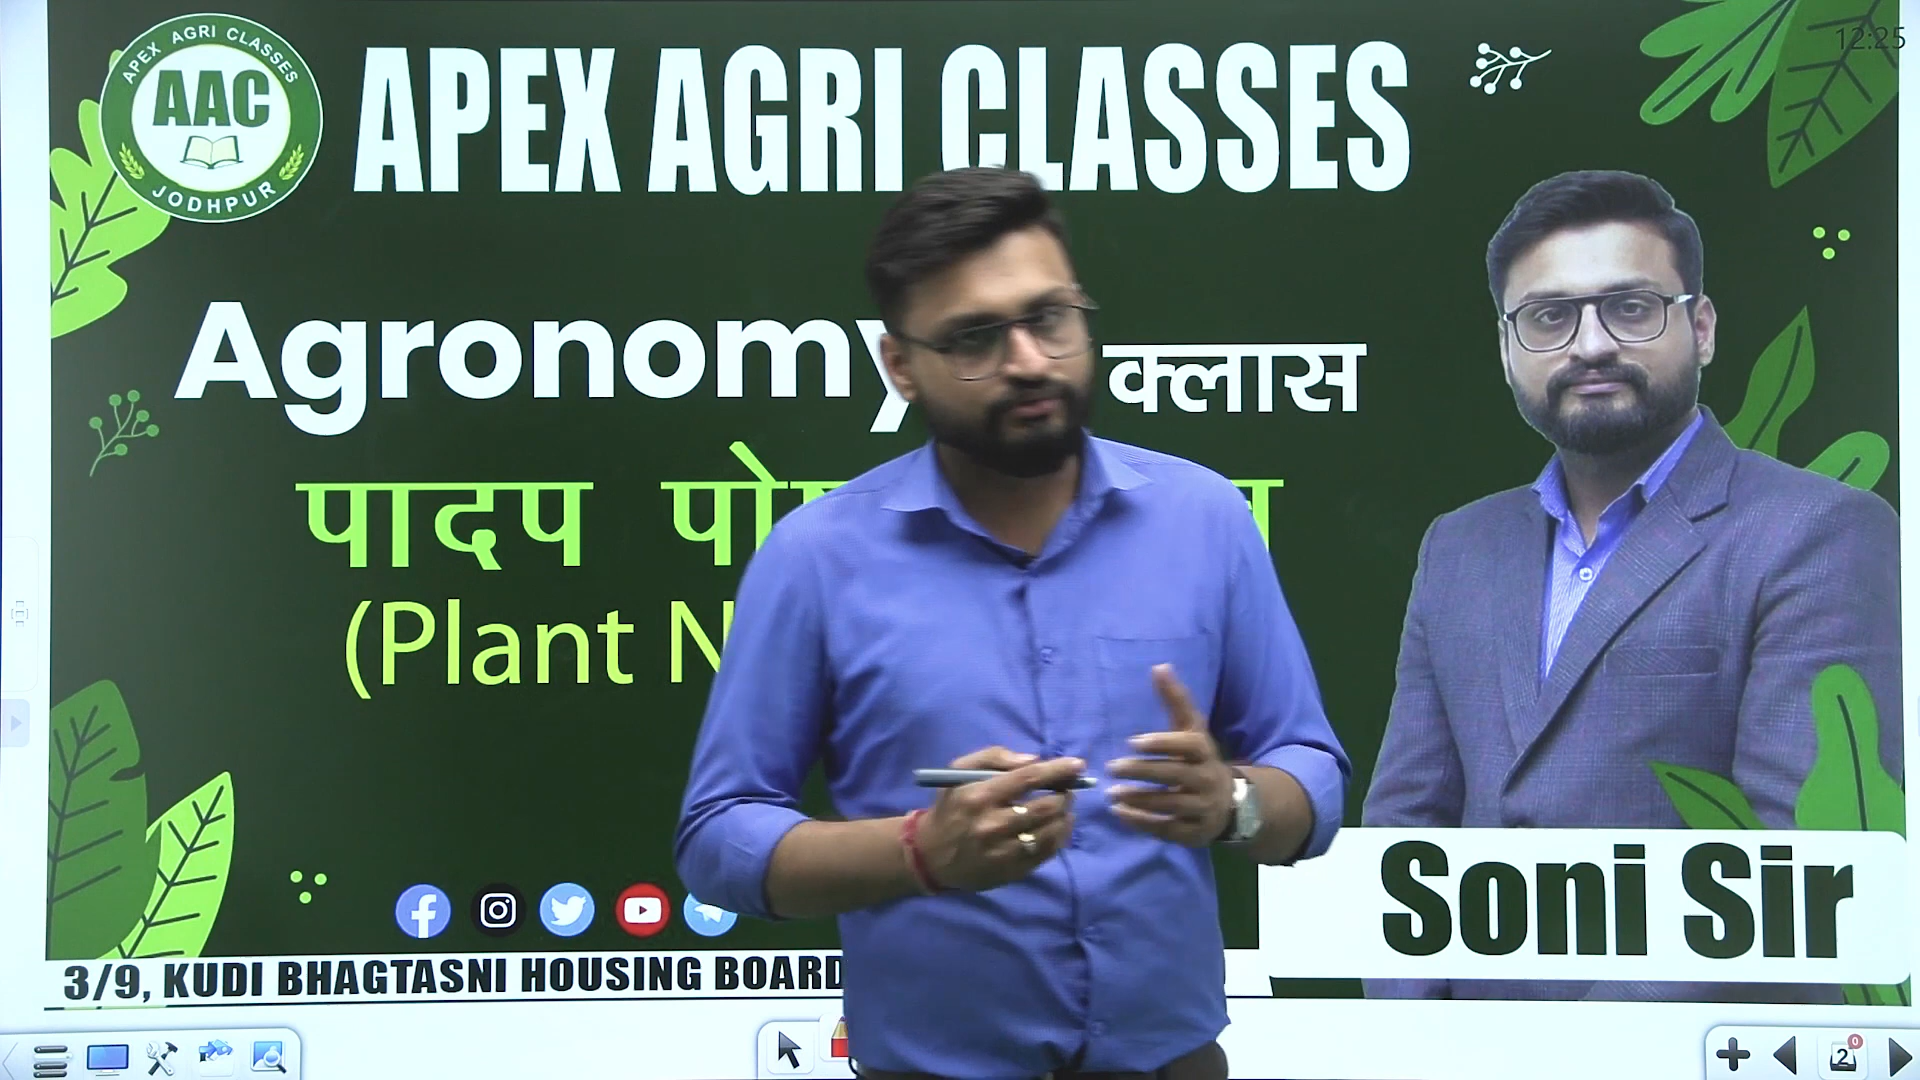 12:25
APEX AGRI CLASSES
AAC
JODHPUR
APEX AGRI CLASSES
Agronomy क्लास
पादप
(Plant
Soni Sir
3/9, KUDI BHAGTASNI HOUSING BOARD
2
0